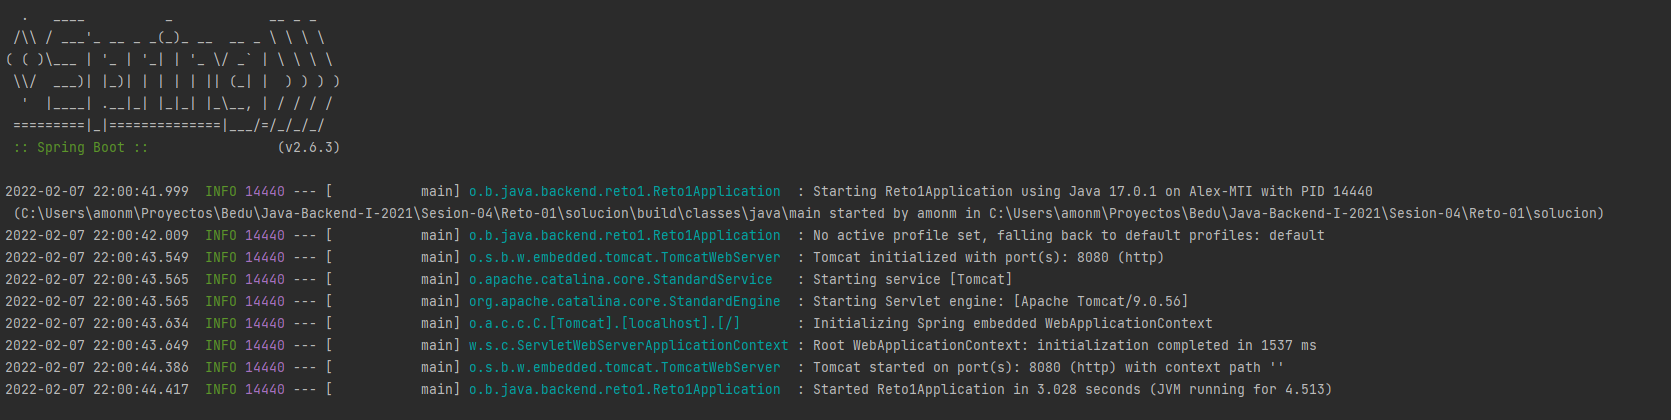 .   ____          _            __ _ _
 /\\ / ___'_ __ _ _(_)_ __  __ _ \ \ \ \
( ( )\___ | '_ | '_| | '_ \/ _` | \ \ \ \
 \\/  ___)| |_)| | | | | || (_| |  ) ) ) )
  '  |____| .__|_| |_|_| |_\__, | / / / /
 =========|_|==============|___/=/_/_/_/
 :: Spring Boot ::                (v2.6.3)
2022-02-07 22:00:41.999  INFO 14440 --- [           main] o.b.java.backend.reto1.Reto1Application  : Starting Reto1Application using Java 17.0.1 on Alex-MTI with PID 14440
 (C:\Users\amonm\Proyectos\Bedu\Java-Backend-I-2021\Sesion-04\Reto-01\solucion\build\classes\java\main started by amonm in C:\Users\amonm\Proyectos\Bedu\Java-Backend-I-2021\Sesion-04\Reto-01\solucion)
2022-02-07 22:00:42.009  INFO 14440 --- [           main] o.b.java.backend.reto1.Reto1Application  : No active profile set, falling back to default profiles: default
2022-02-07 22:00:43.549  INFO 14440 --- [           main] o.s.b.w.embedded.tomcat.TomcatWebServer  : Tomcat initialized with port(s): 8080 (http)
2022-02-07 22:00:43.565  INFO 14440 --- [           main] o.apache.catalina.core.StandardService   : Starting service [Tomcat]
2022-02-07 22:00:43.565  INFO 14440 --- [           main] org.apache.catalina.core.StandardEngine  : Starting Servlet engine: [Apache Tomcat/9.0.56]
2022-02-07 22:00:43.634  INFO 14440 --- [           main] o.a.c.c.C.[Tomcat].[localhost].[/]       : Initializing Spring embedded WebApplicationContext
2022-02-07 22:00:43.649  INFO 14440 --- [           main] w.s.c.ServletWebServerApplicationContext : Root WebApplicationContext: initialization completed in 1537 ms
2022-02-07 22:00:44.386  INFO 14440 --- [           main] o.s.b.w.embedded.tomcat.TomcatWebServer  : Tomcat started on port(s): 8080 (http) with context path ''
2022-02-07 22:00:44.417  INFO 14440 --- [           main] o.b.java.backend.reto1.Reto1Application  : Started Reto1Application in 3.028 seconds (JVM running for 4.513)